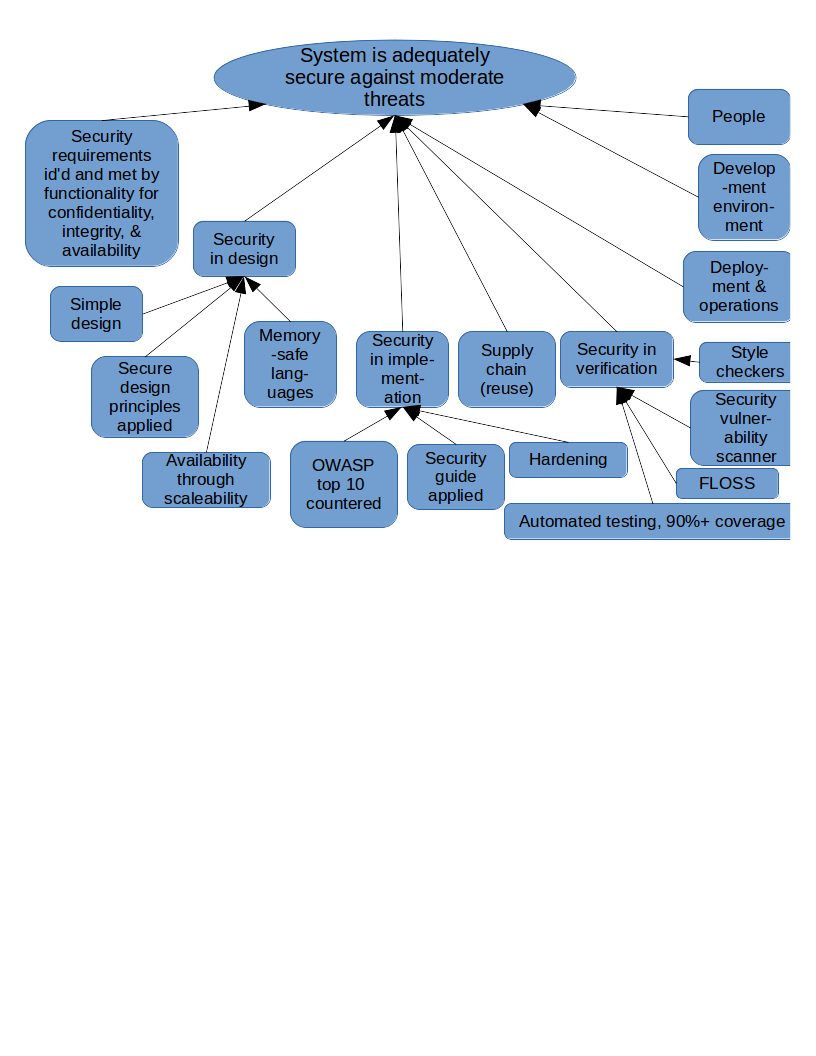 System is adequately
secure against moderate
threats
Security
requirements
id'd and met by
functionality for
confidentiality,
integrity, &
availability
People
Develop
-ment
environ-
ment
Security
in design
Deploy-
ment &
operations
Simple
design
Memory
-safe
lang-
uages
Security
in imple-
ment-
ation
Supply
chain
(reuse)
Security in
verification
Style
checkers
Secure
design
principles
applied
Security
vulner-
ability
scanner
Availability
through
scaleability
OWASP
top 10
countered
Security
guide
applied
Hardening
FLOSS
Automated testing, 90%+ coverage